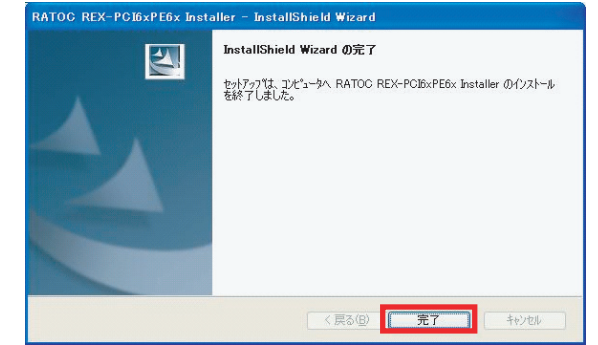 RATOC REX-PCI6xPE6x Installer - InstallShield Wizard
InstallShield Wizard の完了
セットアップは、コンピュータへ RATOC REX-PCI6xPE6x Installer のインストール
を終了しました。
< 戻る(B)
完了
キャンセル